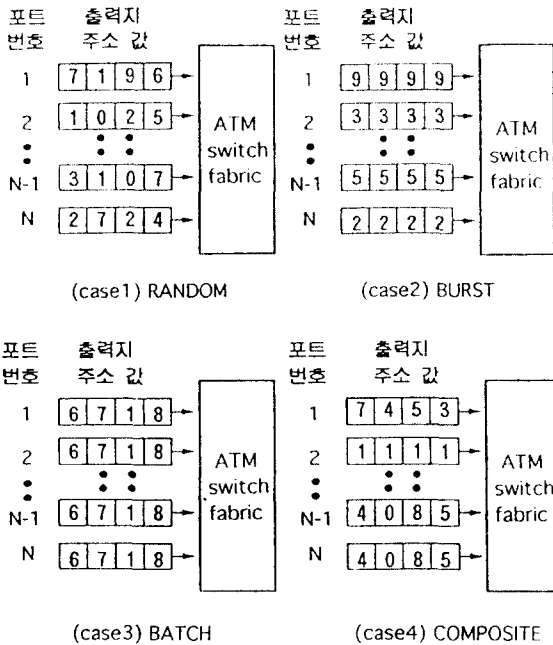 포트 출력지
번호 주소 값
1 7 1 9 6
2 1 0 2 5
N-1 3 1 0 7
N 2 7 2 4
ATM
switch
fabric
(case1) RANDOM
포트 출력지
번호 주소 값
1 9 9 9 9
2 3 3 3 3
N-1 5 5 5 5
N 2 2 2 2
ATM
switch
fabric
(case2) BURST
포트 출력지
번호 주소 값
1 6 7 1 8
2 6 7 1 8
N-1 6 7 1 8
N 6 7 1 8
ATM
switch
fabric
(case3) BATCH
포트 출력지
번호 주소 값
1 7 4 5 3
2 1 1 1 1
N-1 4 0 8 5
N 4 0 8 5
ATM
switch
fabric
(case4) COMPOSITE